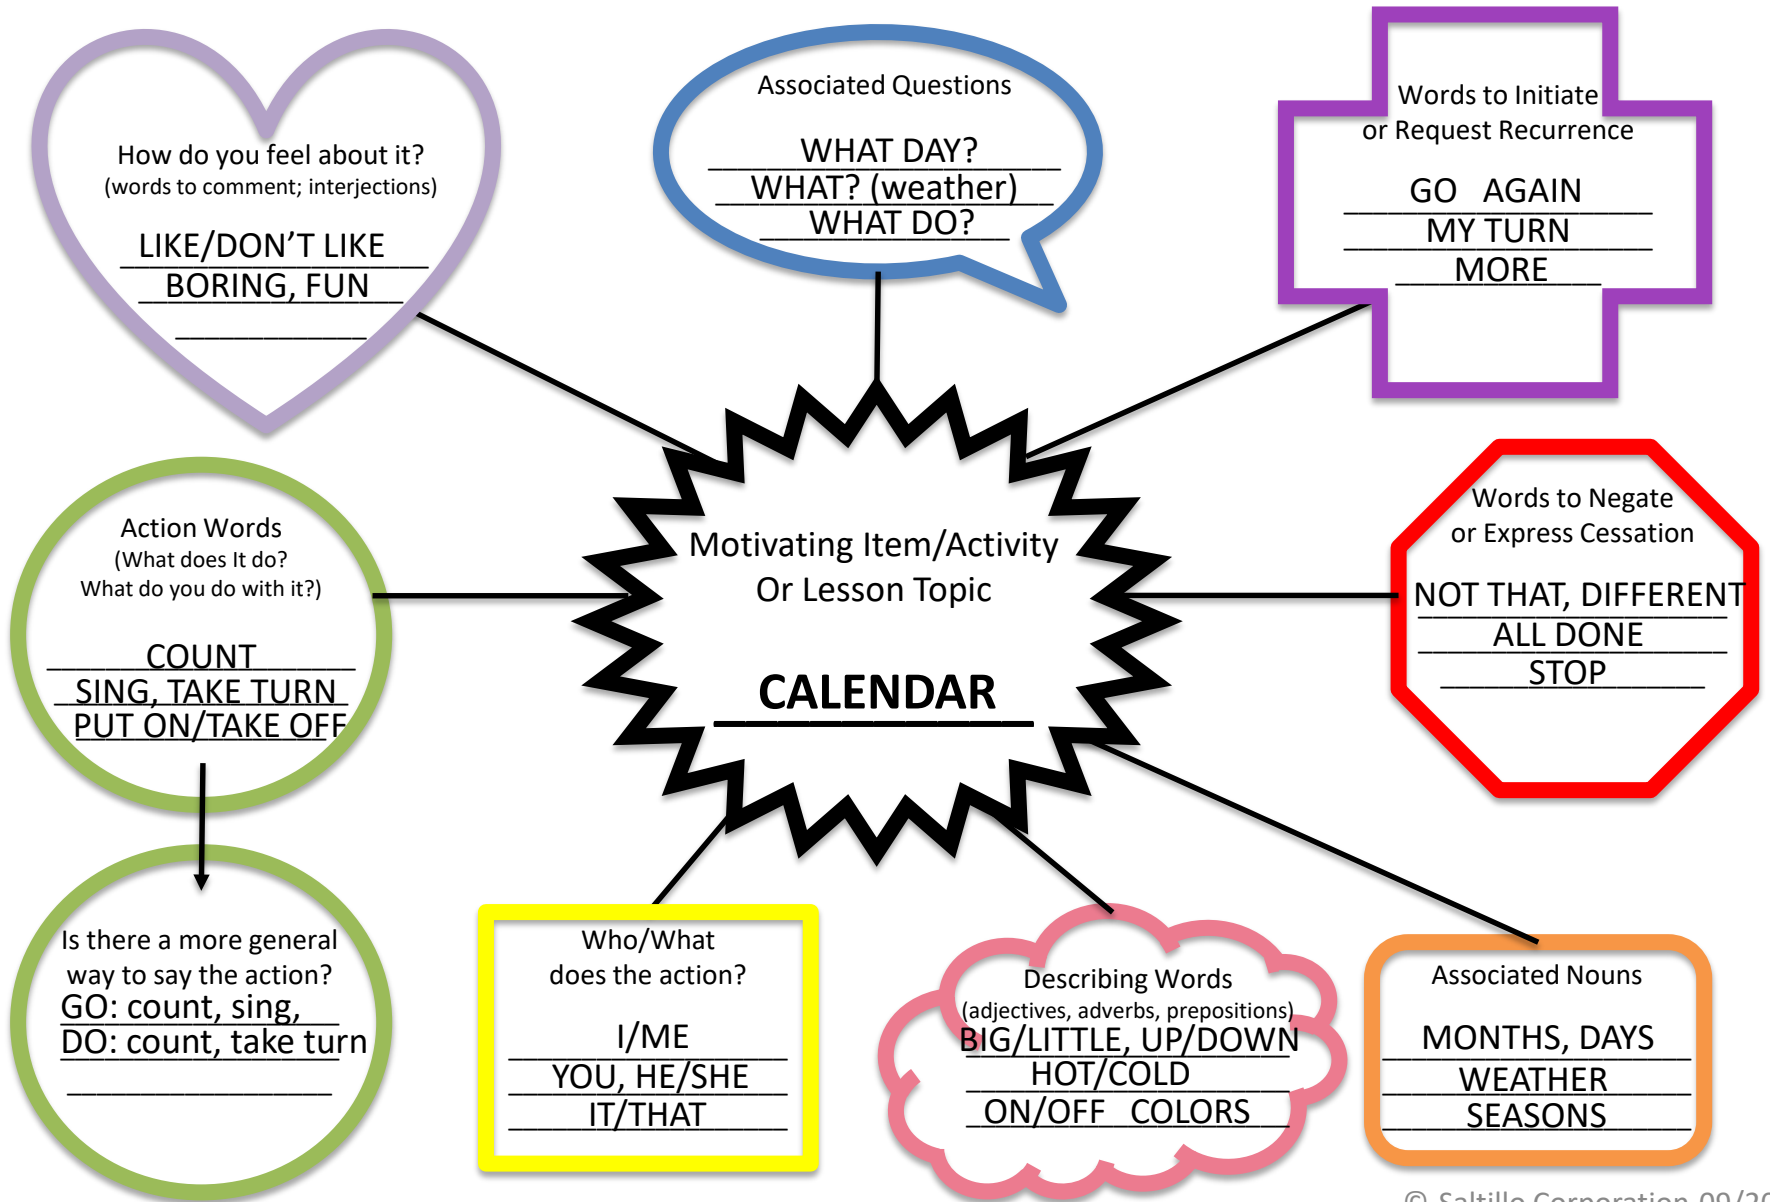 How do you feel about it?
(words to comment; interjections)
LIKE/DON'T LIKE
BORING, FUN
Associated Questions
WHAT DAY?
WHAT? (weather)
WHAT DO?
Words to Initiate
or Request Recurrence
GO AGAIN
MY TURN
MORE
Action Words
(What does It do?
What do you do with it?)
COUNT
SING, TAKE TURN
PUT ON/TAKE OFF
Motivating Item/Activity
Or Lesson Topic
CALENDAR
Words to Negate
or Express Cessation
NOT THAT, DIFFERENT
ALL DONE
STOP
Is there a more general
way to say the action?
GO: count, sing,
DO: count, take turn
Who/What
does the action?
I/ME
YOU, HE/SHE
IT/THAT
Describing Words
(adjectives, adverbs, prepositions)
BIG/LITTLE, UP/DOWN
HOT/COLD
ON/OFF COLORS
Associated Nouns
MONTHS, DAYS
WEATHER
SEASONS
© Saltillo Corporation